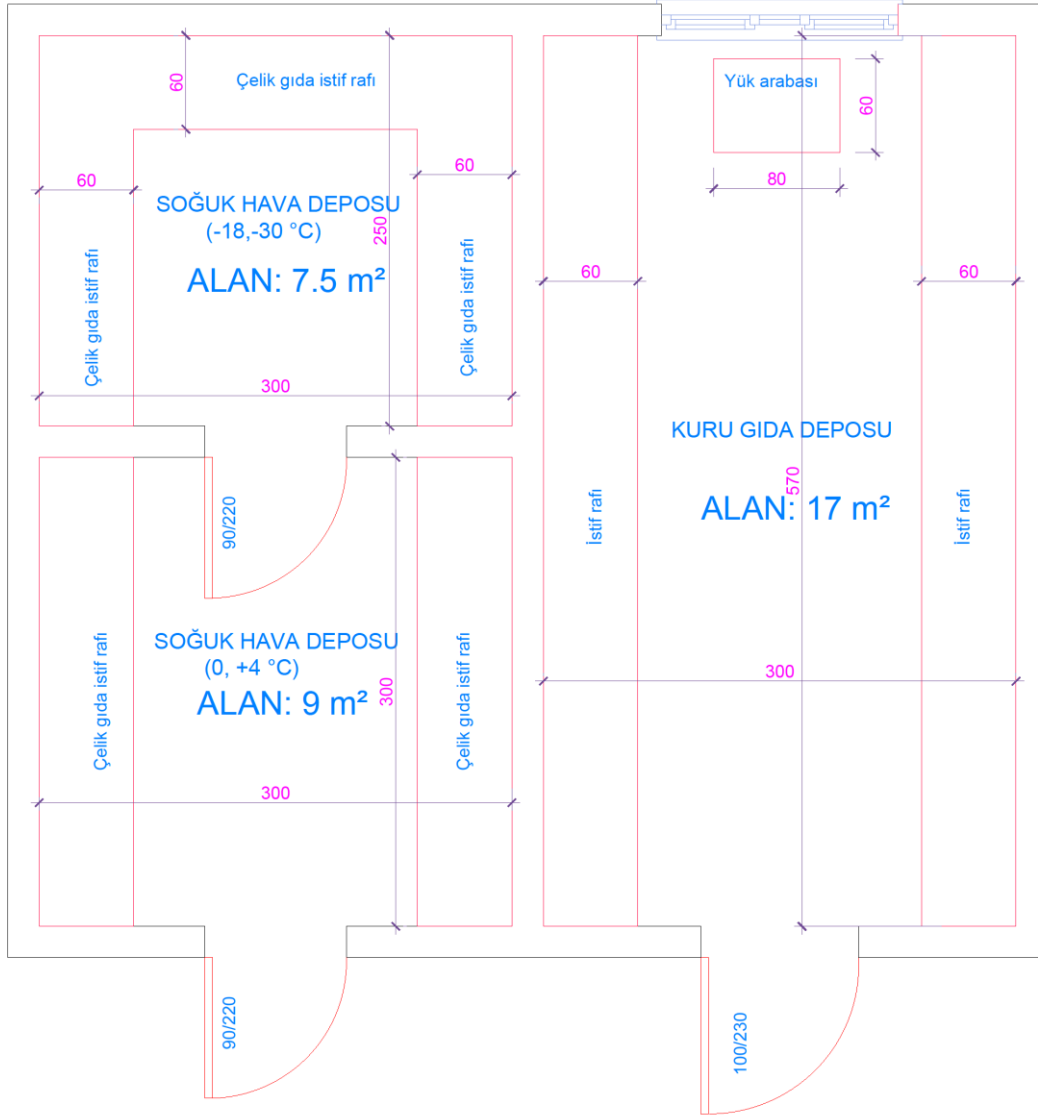 60
Çelik gıda istif rafı
60
60
SOĞUK HAVA DEPOSU
(-18,-30 °C)
250
ALAN: 7.5 m²
Çelik gıda istif rafı
Çelik gıda istif rafı
300
90/220
SOĞUK HAVA DEPOSU
(0, +4 °C)
ALAN: 9 m²
300
Çelik gıda istif rafı
Çelik gıda istif rafı
300
90/220
Yük arabası
60
80
60
60
KURU GIDA DEPOSU
570
ALAN: 17 m²
İstif rafı
İstif rafı
300
100/230